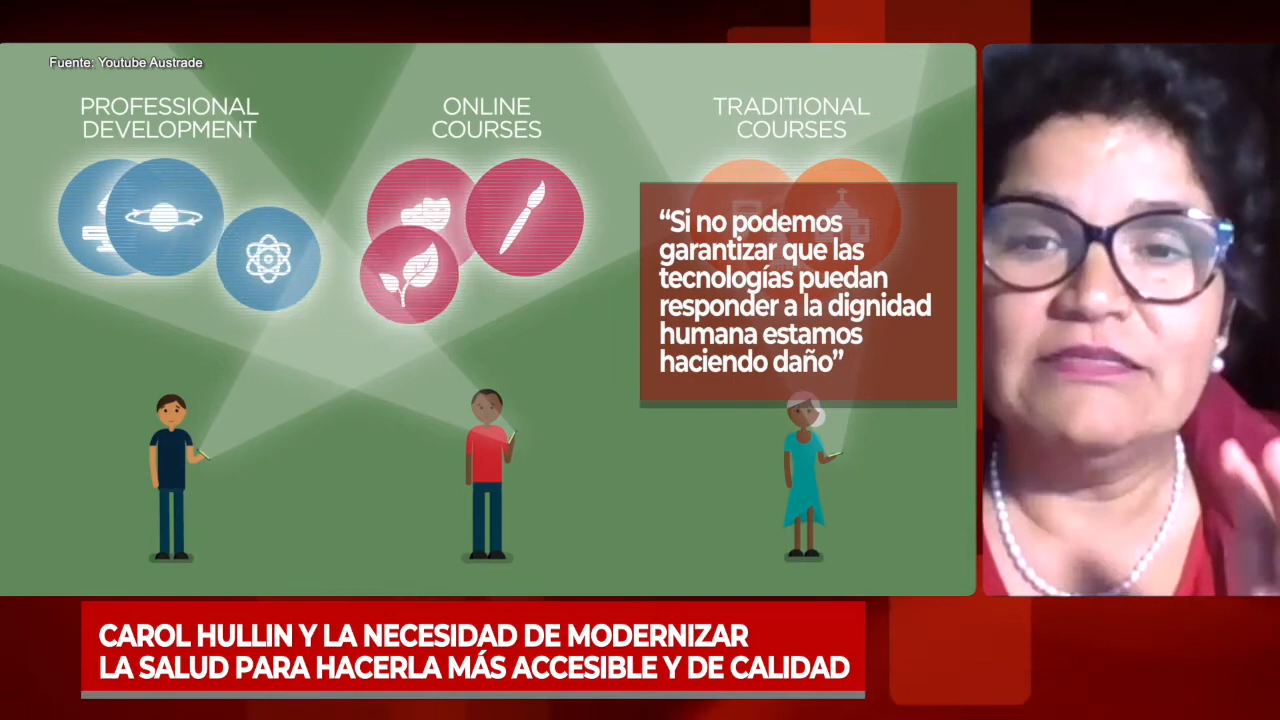 Fuente: Youtube Austrade
PROFESSIONAL
DEVELOPMENT
ONLINE
COURSES
TRADITIONAL
COURSES
“Si no podemos
garantizar que las
tecnologías puedan
responder a la dignidad
humana estamos
haciendo daño”
CAROL HULLIN Y LA NECESIDAD DE MODERNIZAR
LA SALUD PARA HACERLA MÁS ACCESIBLE Y DE CALIDAD